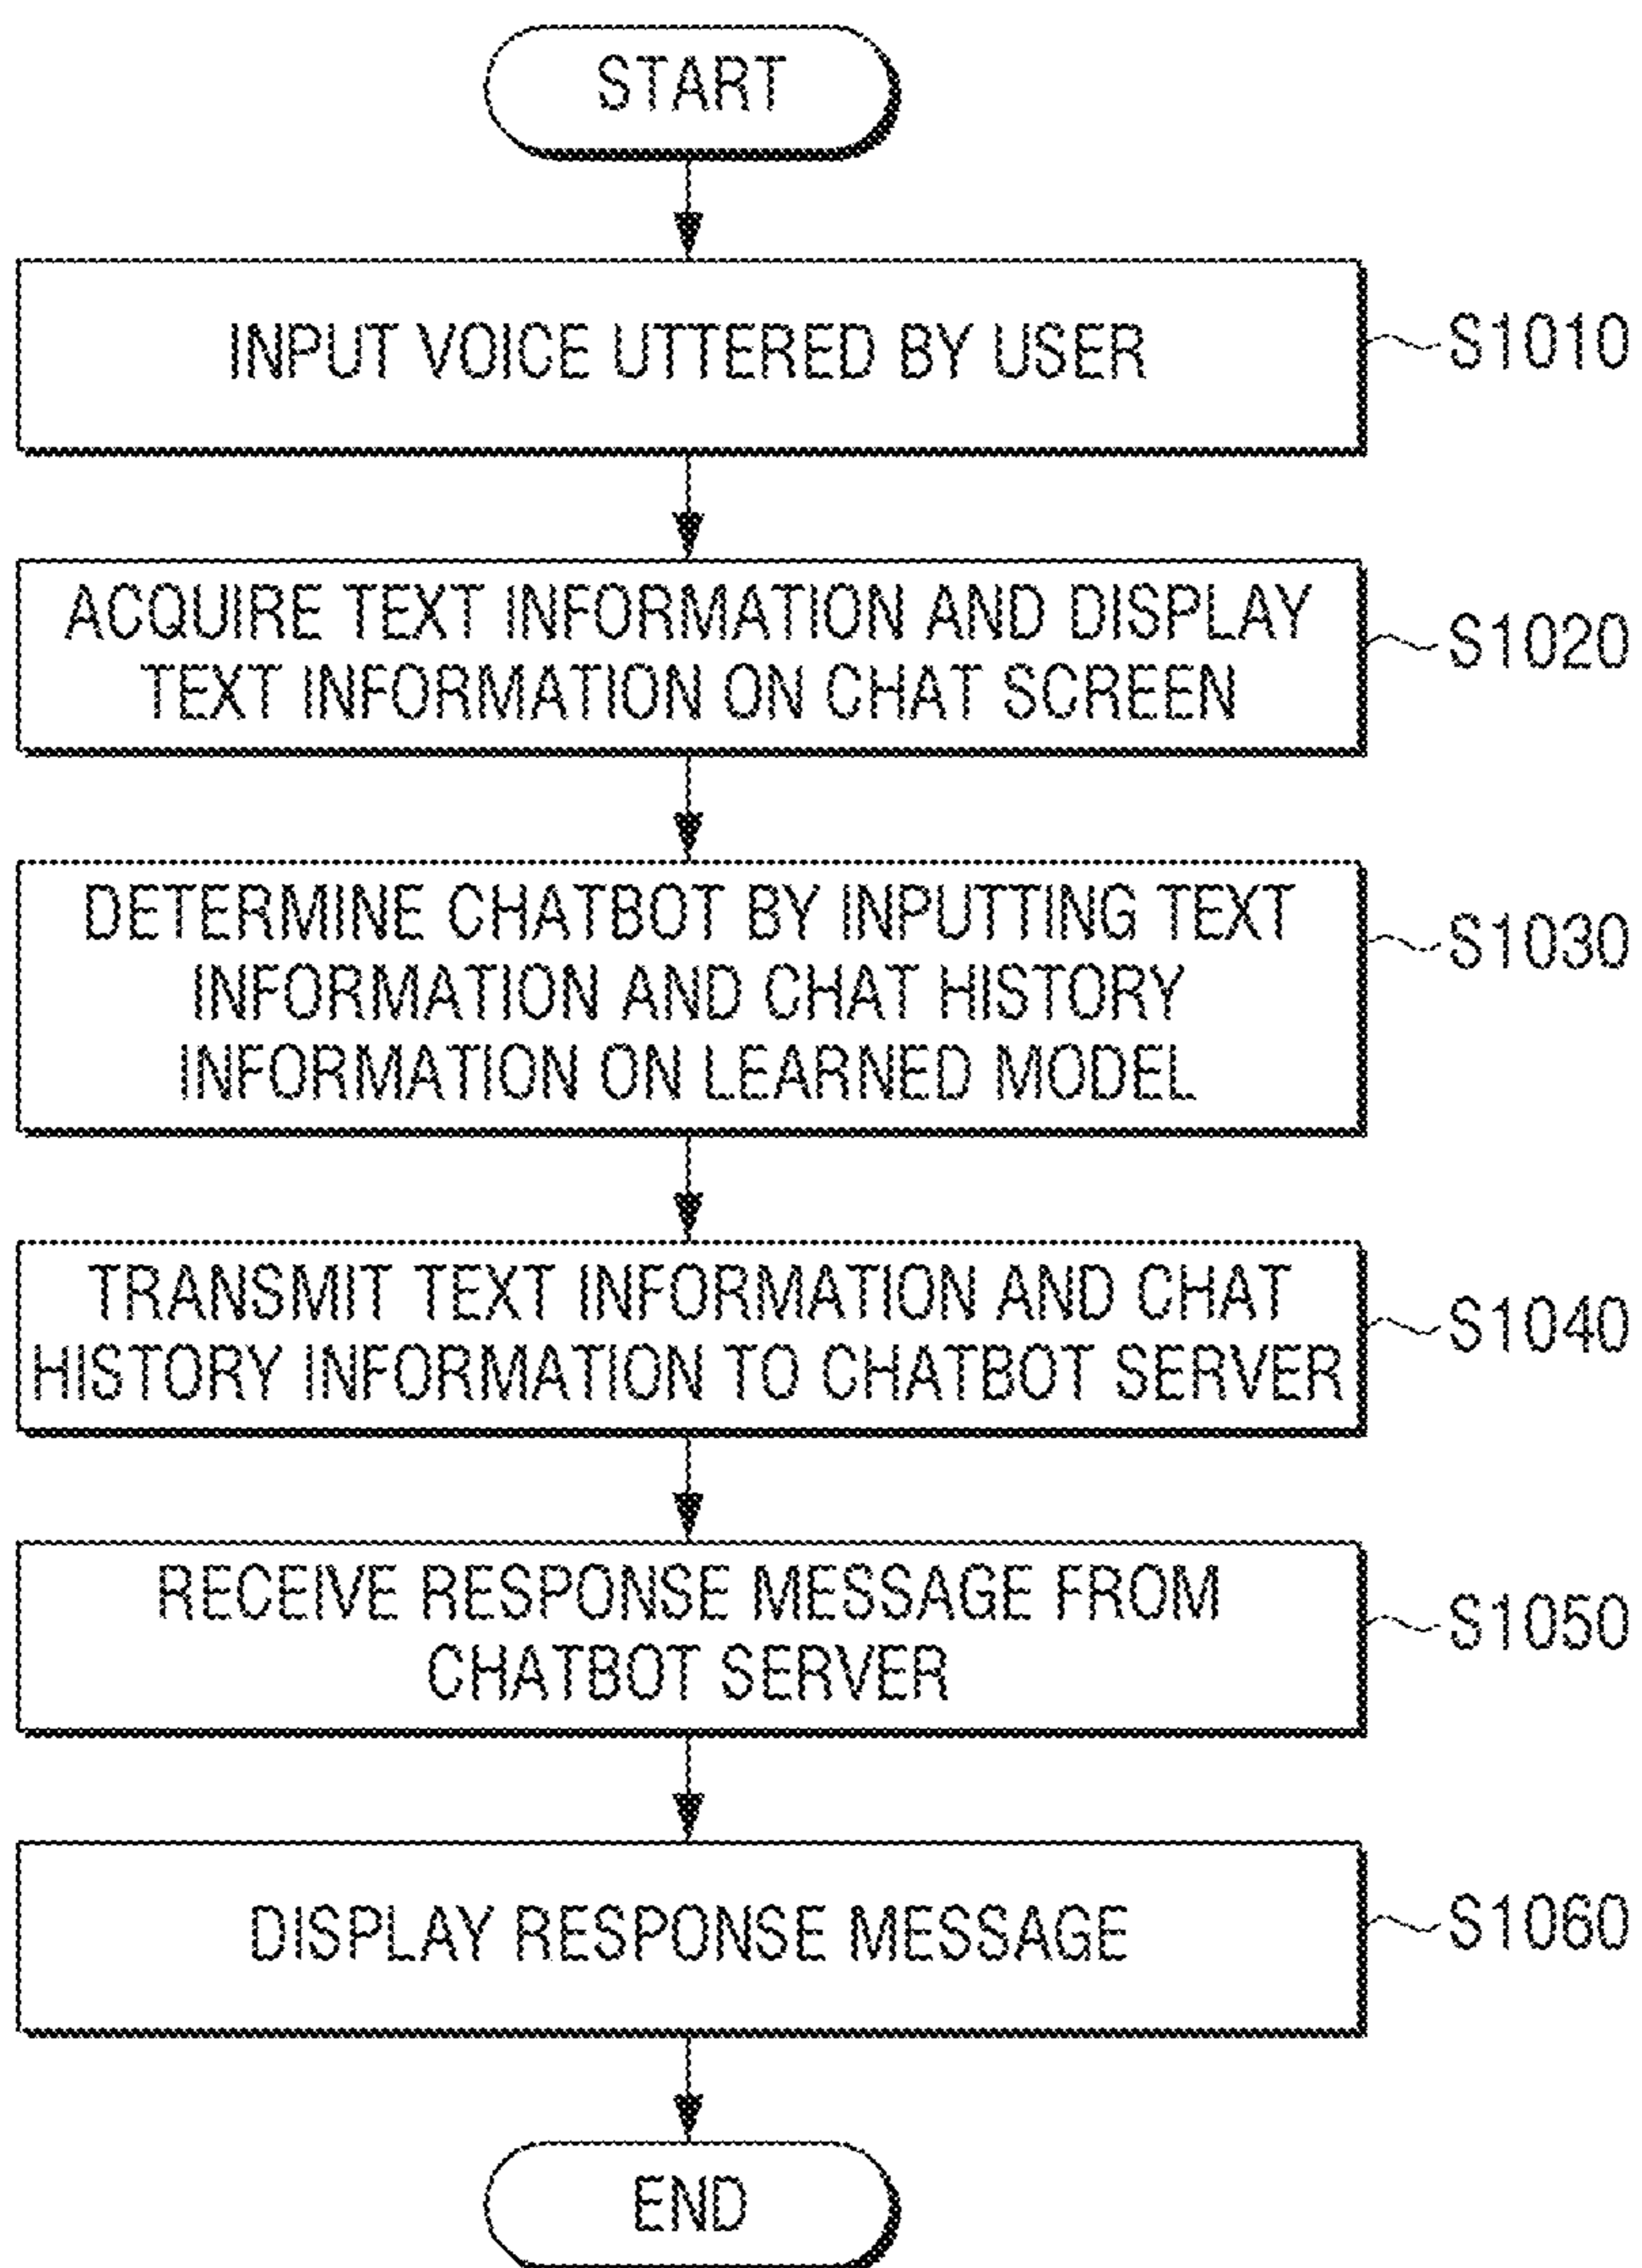 START
INPUT VOICE UTTERED BY USER
S1010
ACQUIRE TEXT INFORMATION AND DISPLAY
TEXT INFORMATION ON CHAT SCREEN
S1020
DETERMINE CHATBOT BY INPUTTING TEXT
INFORMATION AND CHAT HISTORY
INFORMATION ON LEARNED MODEL
S1030
TRANSMIT TEXT INFORMATION AND CHAT
HISTORY INFORMATION TO CHATBOT SERVER
S1040
RECEIVE RESPONSE MESSAGE FROM
CHATBOT SERVER
S1050
DISPLAY RESPONSE MESSAGE
S1060
END